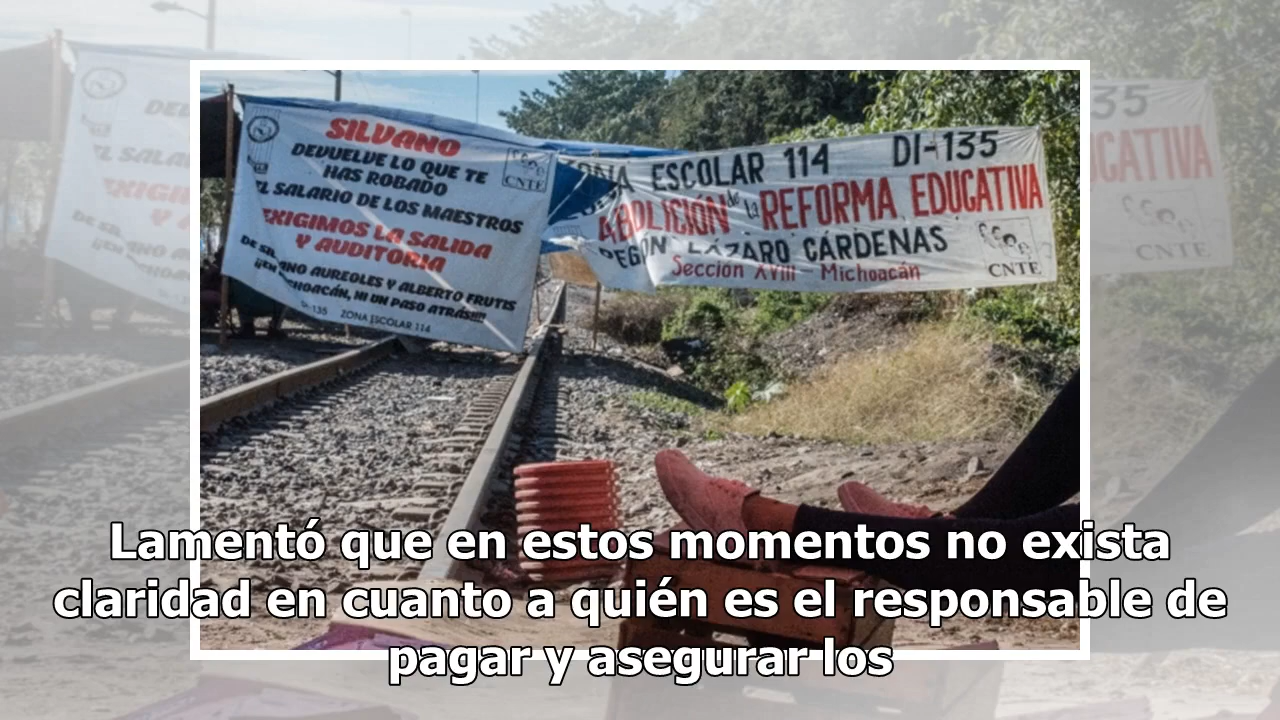 SILVANO
DEVUELVE LO QUE TE
HAS ROBADO
EL SALARIO DE LOS MAESTROS
EXIGIMOS LA SALIDA
Y AUDITORIA
DE SILVANO AUREOLES Y ALBERTO FRUTIS
MICHOACÁN, NI UN PASO ATRÁS!!!!
DI-135 ZONA ESCOLAR 114
CNTE
ZONA ESCOLAR 114 DI-135
ABOLICIÓN de la REFORMA EDUCATIVA
REGION LÁZARO CÁRDENAS
Sección XVIII Michoacán
CNTE
Lamentó que en estos momentos no exista
claridad en cuanto a quién es el responsable de
pagar y asegurar los